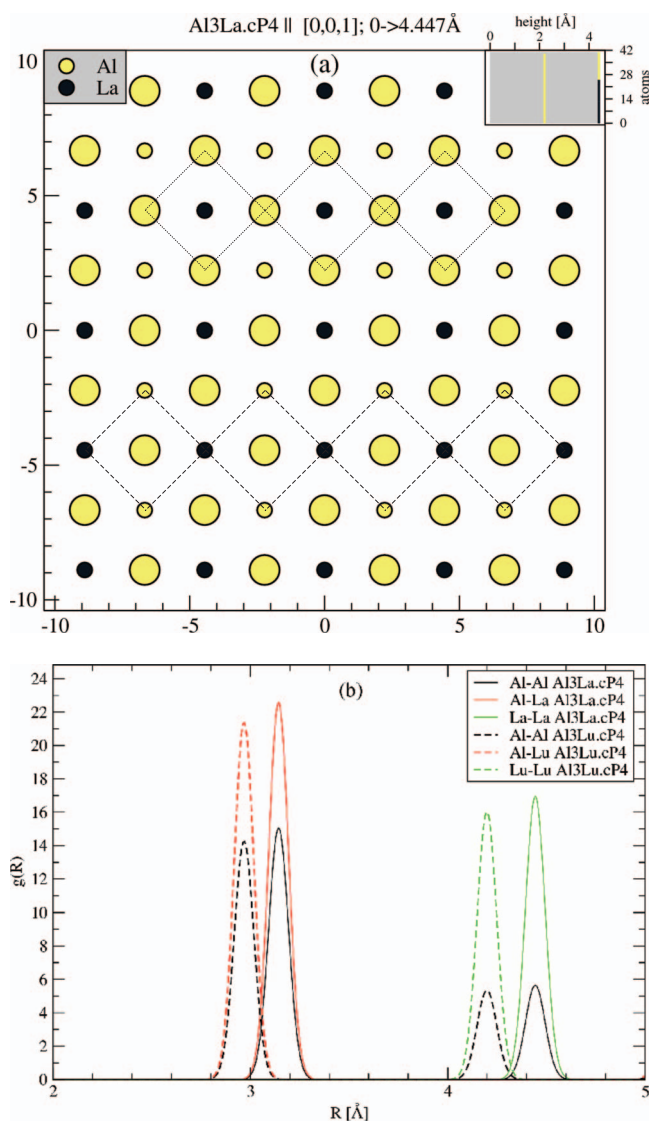 Al3La.cP4 || [0,0,1]; 0->4.447Å
height [Å]
0 2 4
(a)
Al
La
42
28
14
0
atoms
10
5
0
-5
-10
-10 -5 0 5 10
(b)
Al-Al Al3La.cP4
Al-La Al3La.cP4
La-La Al3La.cP4
Al-Al Al3Lu.cP4
Al-Lu Al3Lu.cP4
Lu-Lu Al3Lu.cP4
24
22
20
18
16
14
12
10
8
6
4
2
0
g(R)
2 3 4 5
R [Å]